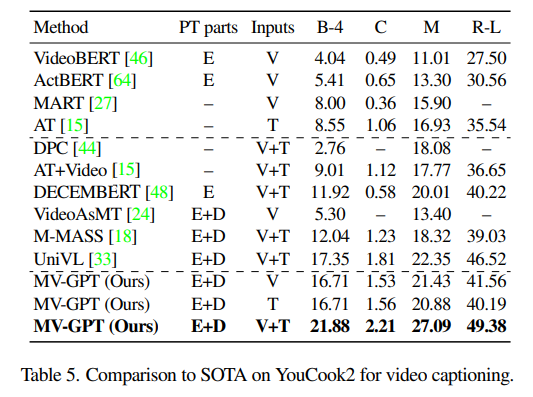 Method PT parts Inputs B-4 C M R-L
VideoBERT [46] E V 4.04 0.49 11.01 27.50
ActBERT [64] E V 5.41 0.65 13.30 30.56
MART [27] – V 8.00 0.36 15.90 –
AT [15] – T 8.55 1.06 16.93 35.54
DPC [44] – V+T 2.76 – 18.08 –
AT+Video [15] – V+T 9.01 1.12 17.77 36.65
DECEMBERT [48] E V+T 11.92 0.58 20.01 40.22
VideoAsMT [24] E+D V 5.30 – 13.40 –
M-MASS [18] E+D V+T 12.04 1.23 18.32 39.03
UniVL [33] E+D V+T 17.35 1.81 22.35 46.52
MV-GPT (Ours) E+D V 16.71 1.53 21.43 41.56
MV-GPT (Ours) E+D T 16.71 1.56 20.88 40.19
MV-GPT (Ours) E+D V+T 21.88 2.21 27.09 49.38
Table 5. Comparison to SOTA on YouCook2 for video captioning.